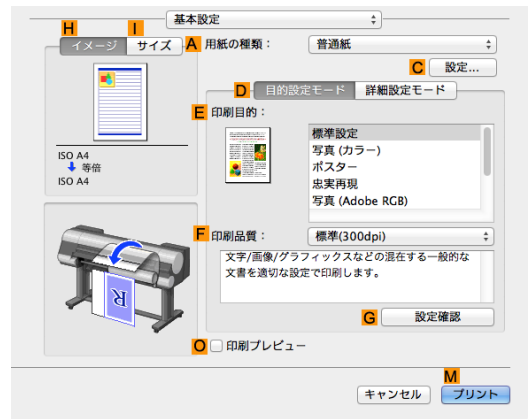 基本設定
H
I
イメージ
サイズ
A
用紙の種類：
普通紙
C
設定...
D
目的設定モード
詳細設定モード
E
印刷目的：
標準設定
写真 (カラー)
ポスター
忠実再現
写真 (Adobe RGB)
ISO A4
等倍
ISO A4
F
印刷品質：
標準(300dpi)
文字/画像/グラフィックスなどの混在する一般的な
文書を適切な設定で印刷します。
R
G
設定確認
O
印刷プレビュー
M
キャンセル
プリント